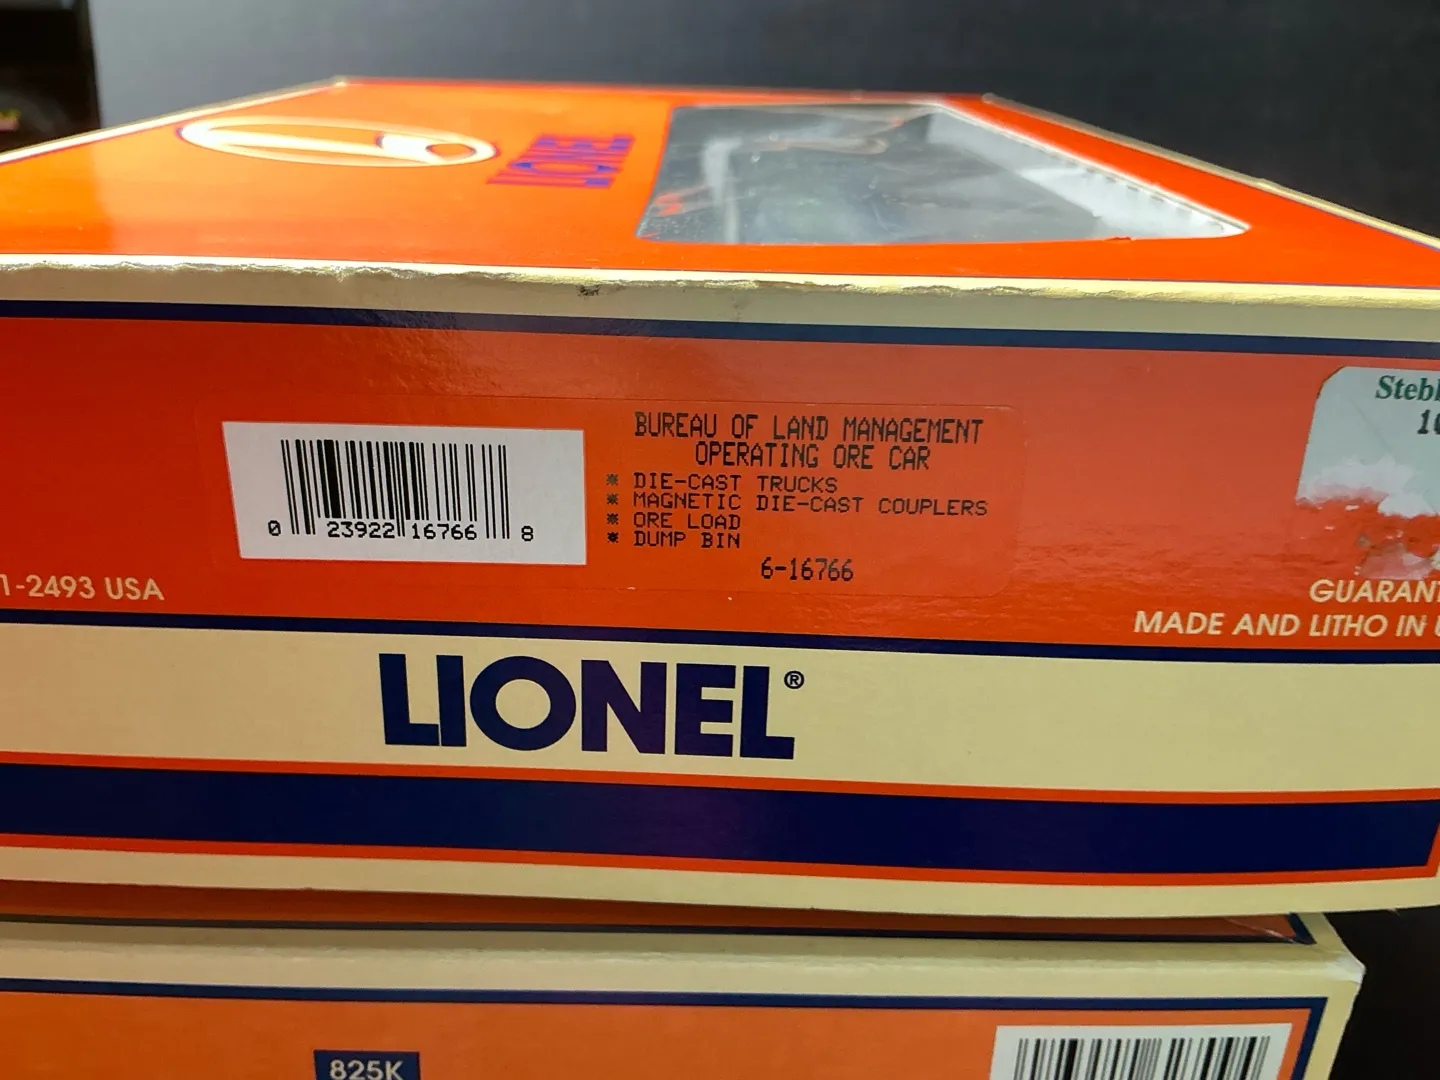 LIONEL
BUREAU OF LAND MANAGEMENT
OPERATING ORE CAR
* DIE-CAST TRUCKS
* MAGNETIC DIE-CAST COUPLERS
* ORE LOAD
* DUMP BIN
6-16766
0 23922 16766 8
1-2493 USA
MADE AND LITHO IN
LIONEL®
825K